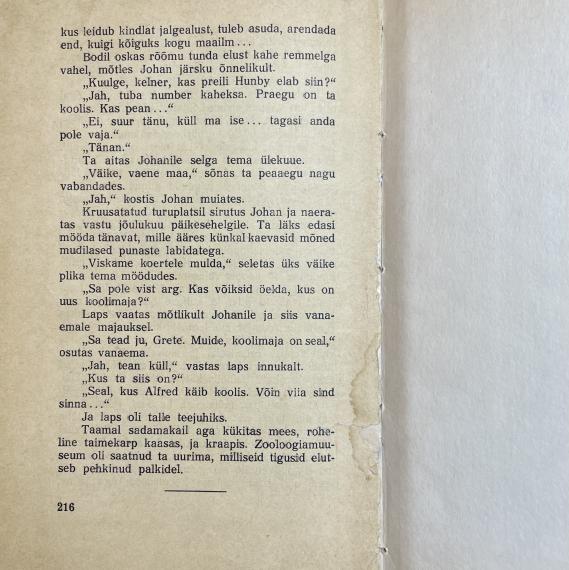 kus leidub kindlat jalgealust, tuleb asuda, arendada
end, kuigi kõiguks kogu maailm...
Bodil oskas rõõmu tunda elust kahe remmelga
vahel, mõtles Johan järsku õnnelikult.
„Kuulge, kelner, kas preili Hunby elab siin?“
„Jah, tuba number kaheksa. Praegu on ta
koolis. Kas pean...“
„Ei, suur tänu, küll ma ise... tagasi anda
pole vaja.“
„Tänan.“
Ta aitas Johanile selga tema ülekuue.
„Väike, vaene maa,“ sõnas ta peaaegu nagu
vabandades.
„Jah,“ kostis Johan muiates.
Kruusatatud turuplatsil sirutus Johan ja naera-
tas vastu jõulukuu päikesehelgile. Ta läks edasi
mööda tänavat, mille ääres künkal kaevasid mõned
mudilased punaste labidatega.
„Viskame koertele mulda,“ seletas üks väike
plika tema möödudes.
„Sa pole vist arg. Kas võiksid öelda, kus on
uus koolimaja?“
Laps vaatas mõtlikult Johanile ja siis vana-
emale majauksel.
„Sa tead ju, Grete. Muide, koolimaja on seal,“
osutas vanaema.
„Jah, tean küll,“ vastas laps innukalt.
„Kus ta siis on?“
„Seal, kus Alfred käib koolis. Võin viia sind
sinna...“
Ja laps oli talle teejuhiks.
Taamal sadamakail aga kükitas mees, rohe-
line taimekarp kaasas, ja kraapis. Zooloogiamuu-
seum oli saatnud ta uurima, milliseid tigusid elut-
seb pehkinud palkidel.
216